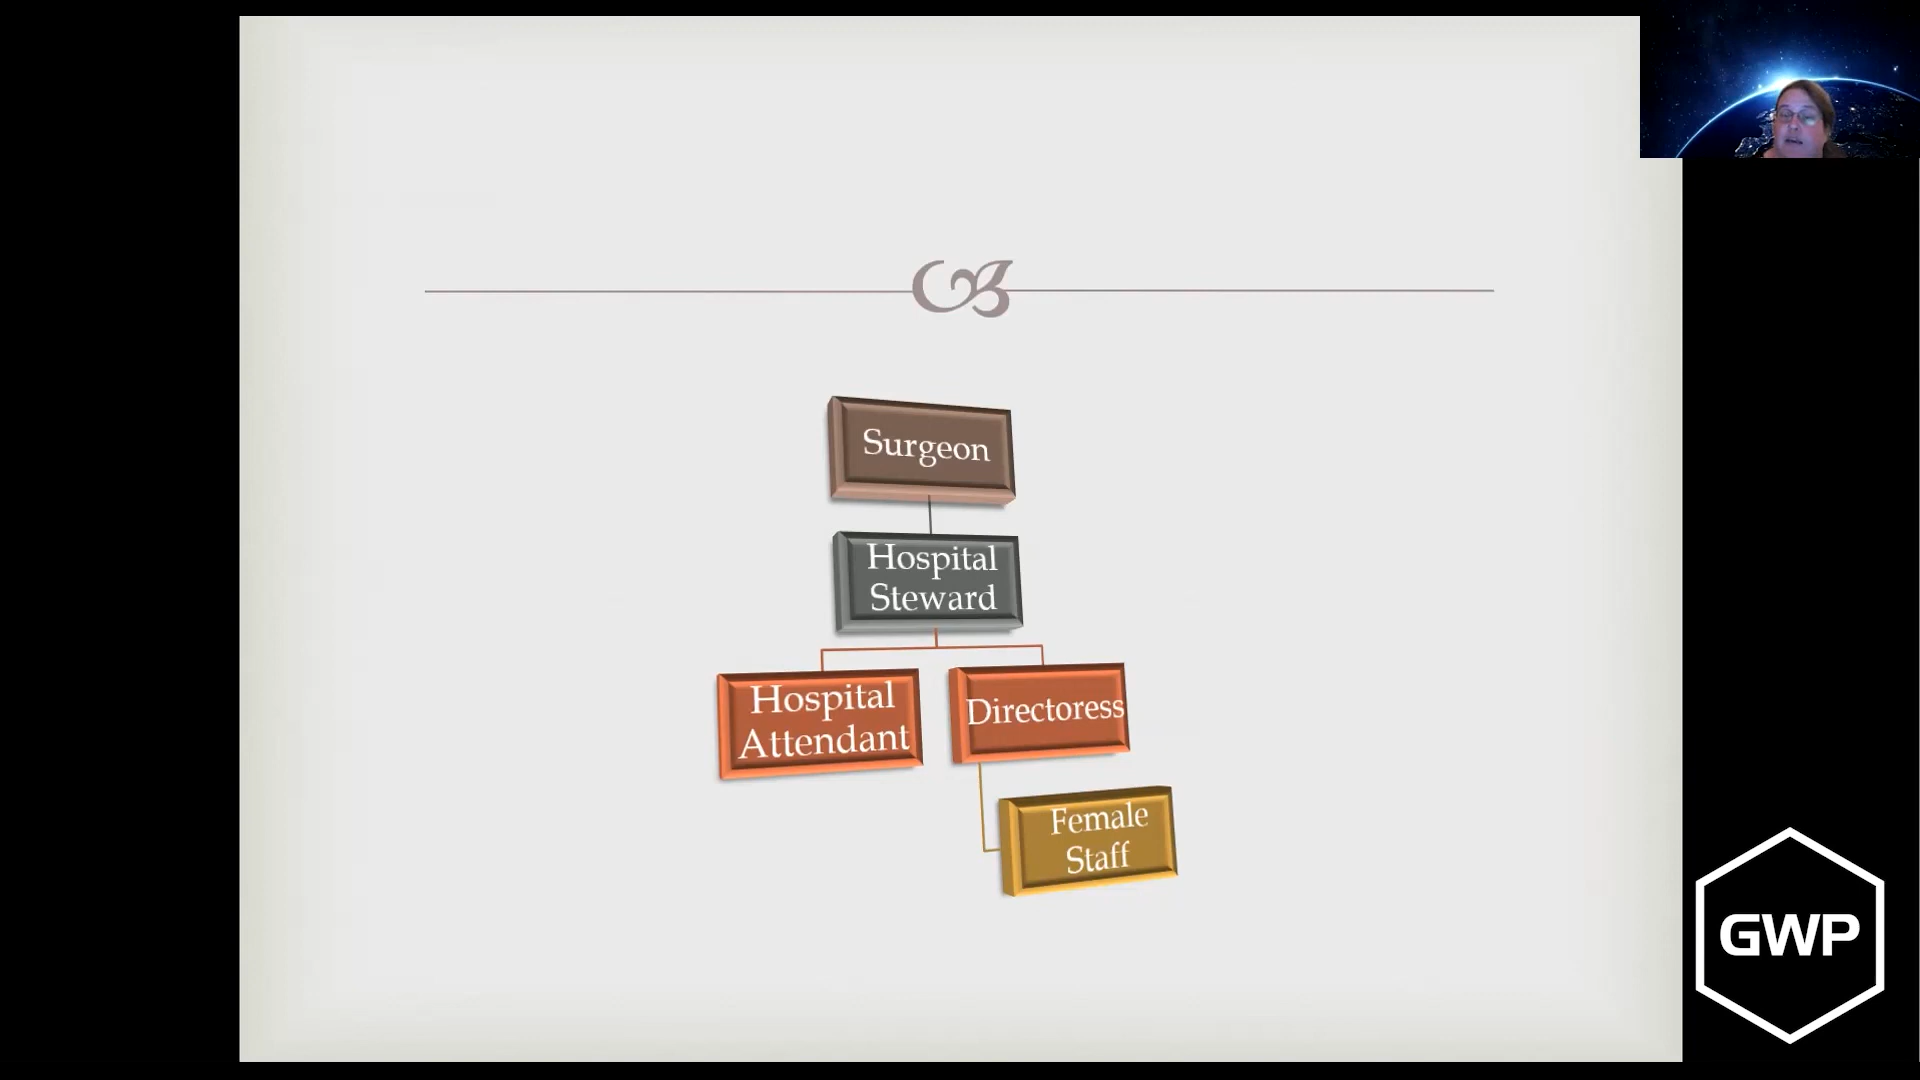 Surgeon
Hospital
Steward
Hospital
Attendant
Directoress
Female
Staff
GWP